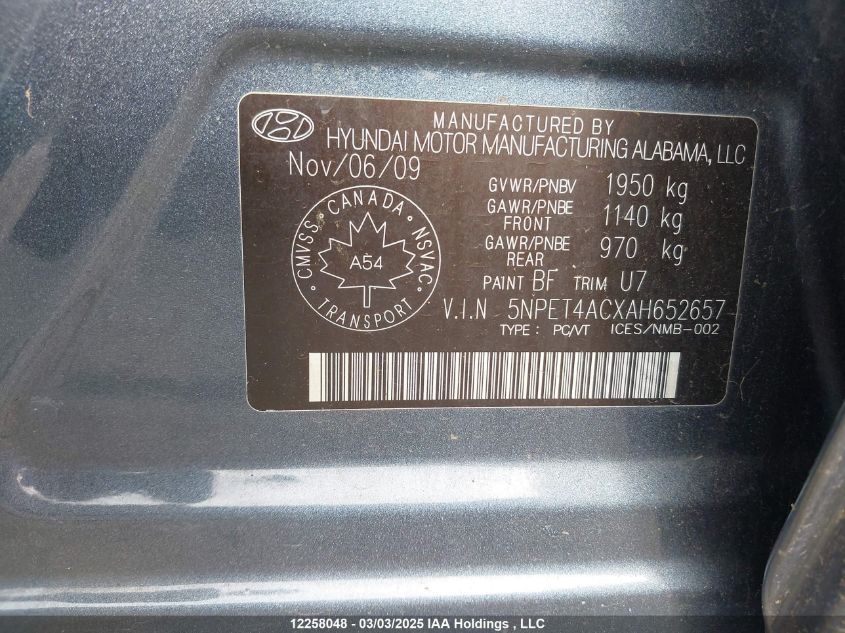 MANUFACTURED BY
HYUNDAI MOTOR MANUFACTURING ALABAMA, LLC
Nov/06/09
GVWR/PNBV 1950 kg
GAWR/PNBE FRONT 1140 kg
GAWR/PNBE REAR 970 kg
PAINT BF TRIM U7
CMVSS · CANADA · NSVAC
A54
TRANSPORT
V.I.N 5NPET4ACXAH652657
TYPE : PC/VT ICES/NMB-002
12258048 - 03/03/2025 IAA Holdings , LLC